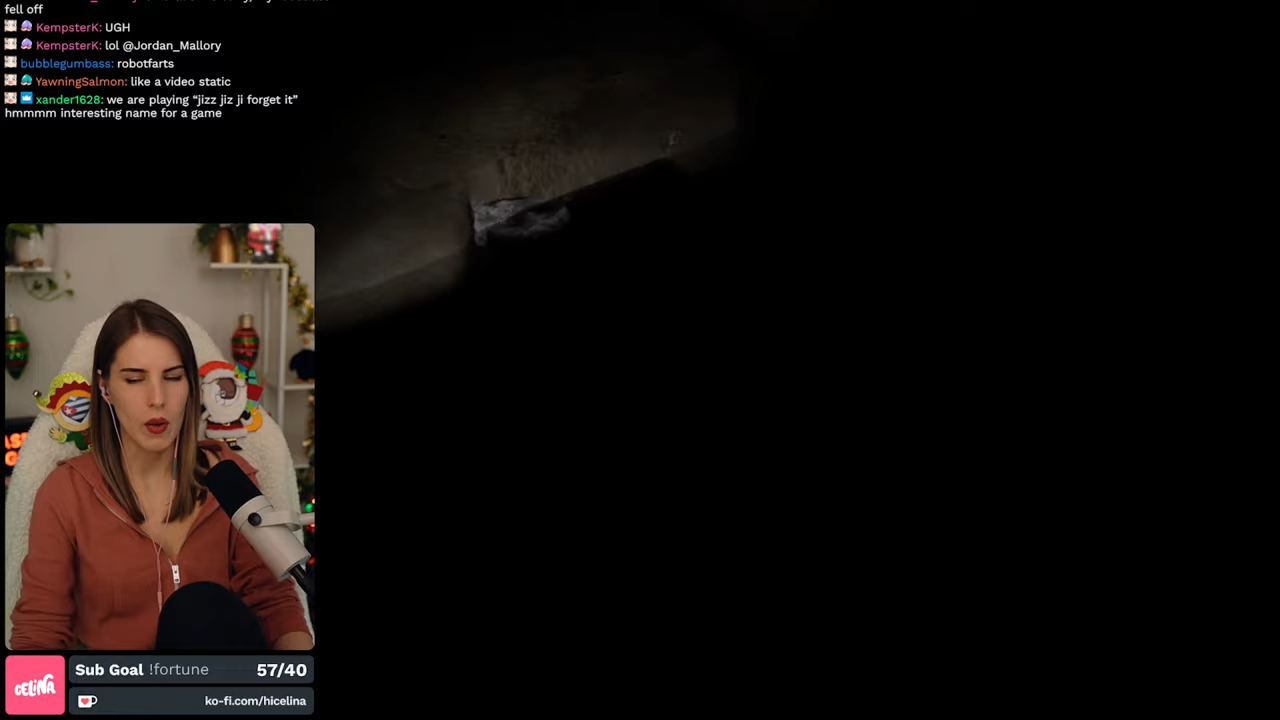 fell off
KempsterK: UGH
KempsterK: lol @Jordan_Mallory
bubblegumbass: robotfarts
YawningSalmon: like a video static
xander1628: we are playing “jizz jiz ji forget it”
hmmmm interesting name for a game
CELINA
Sub Goal !fortune 57/40
ko-fi.com/hicelina